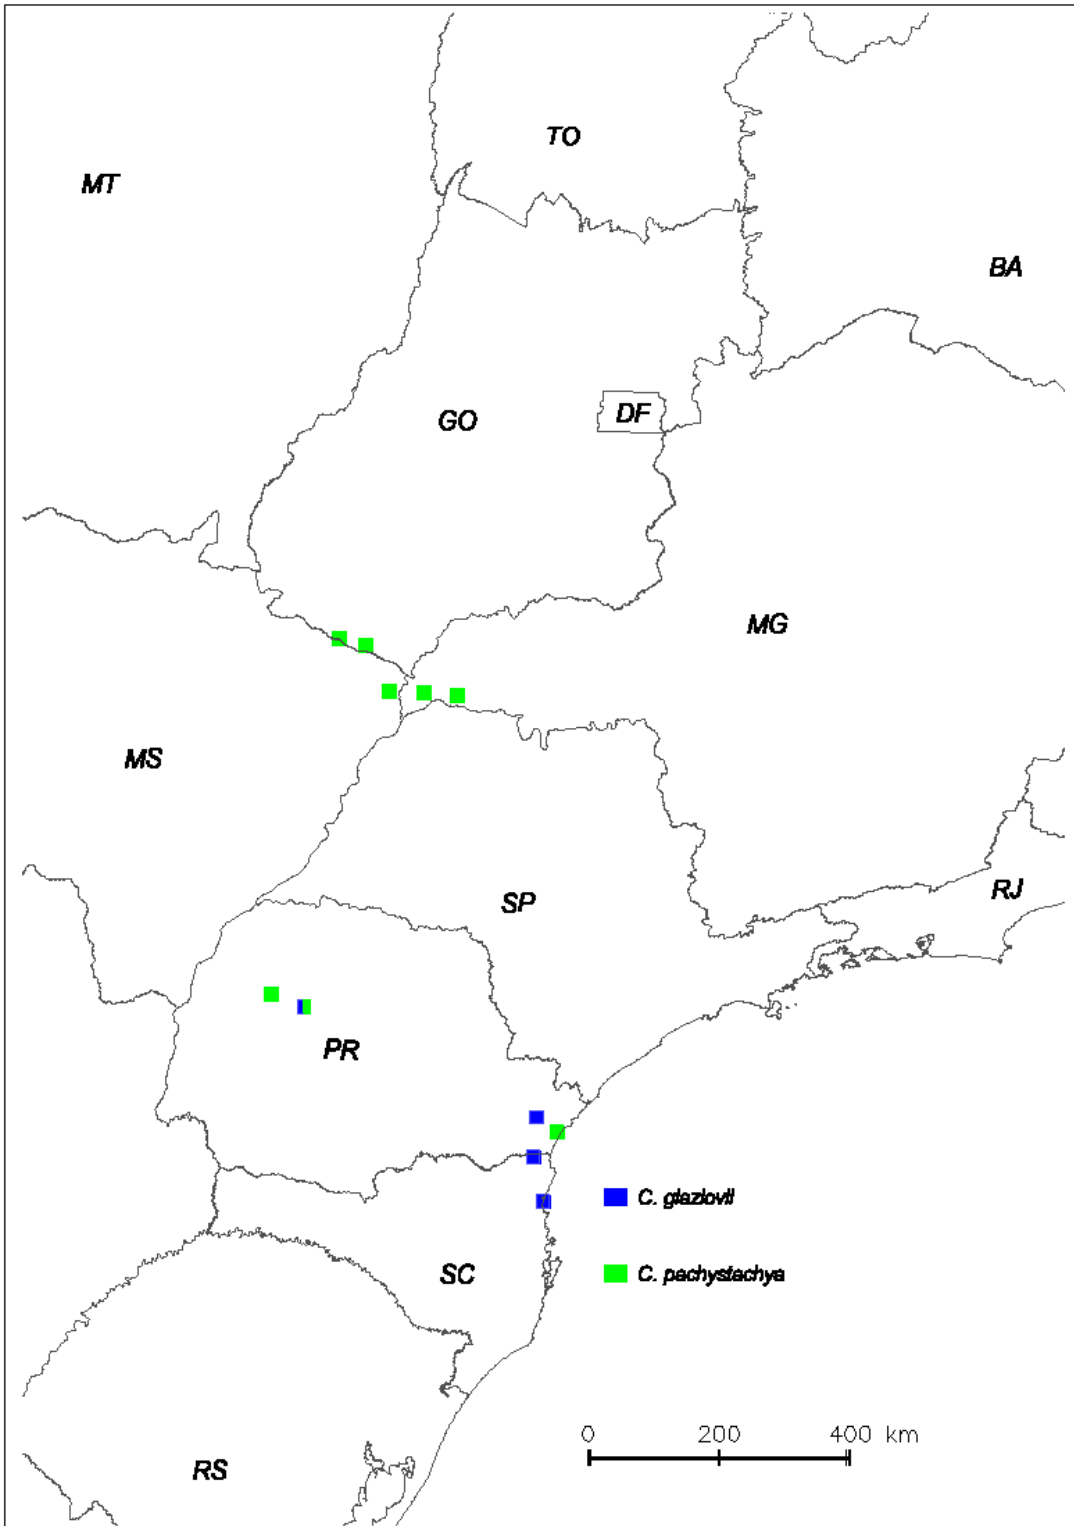 TO
MT
BA
DF
GO
MG
MS
RJ
SP
PR
C. glaziovii
C. pachystachya
SC
0 200 400 km
RS